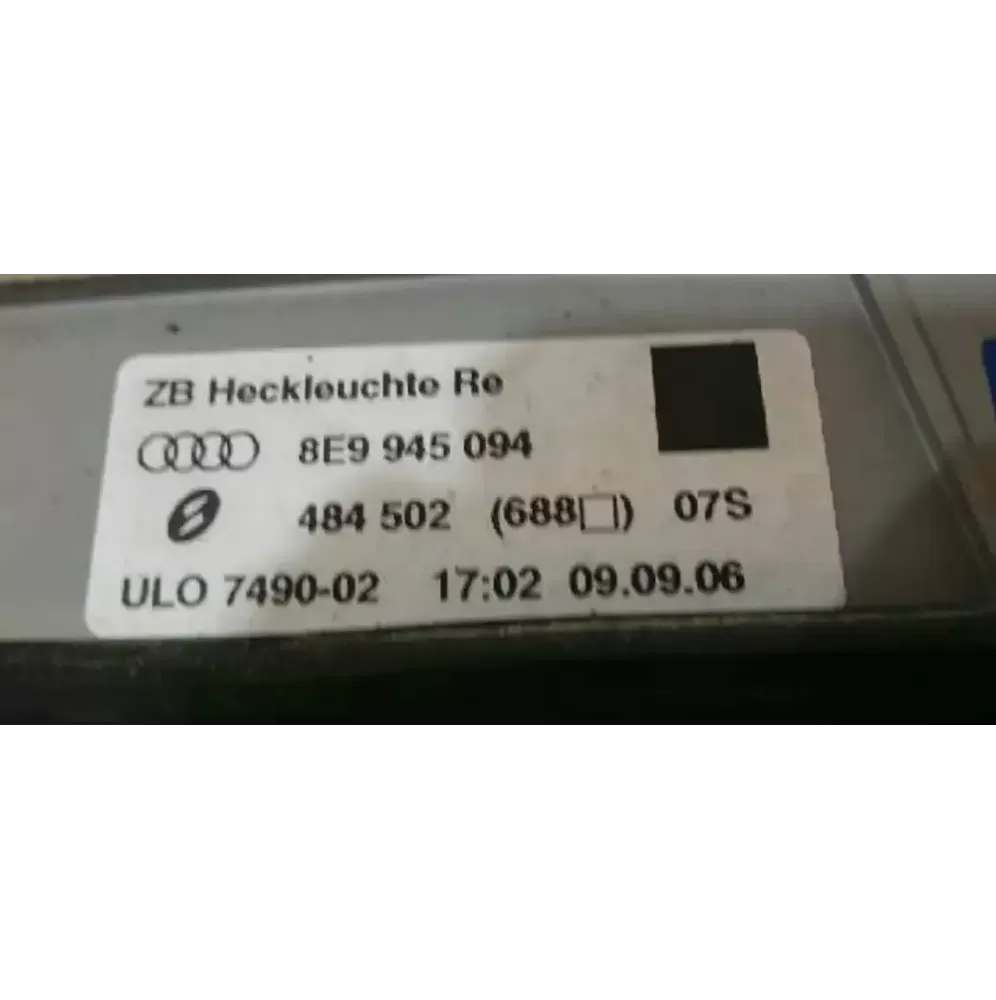 ZB Heckleuchte Re
8E9 945 094
484 502 (688□) 07S
ULO 7490-02 17:02 09.09.06